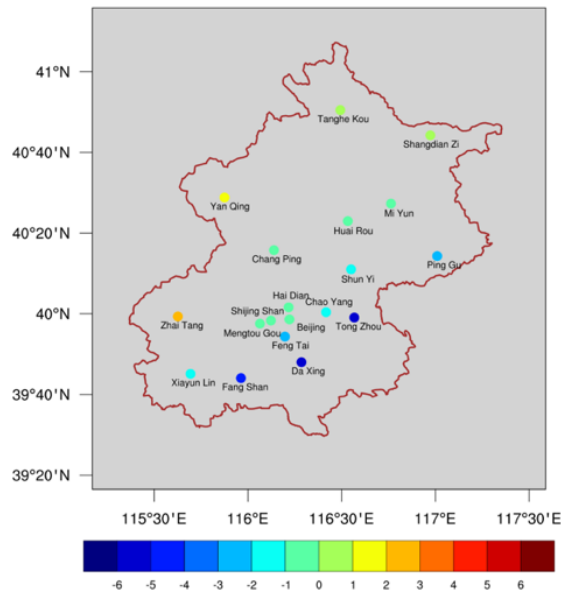 41°N
Tanghe Kou
Shangdian Zi
40°40'N
Yan Qing
Mi Yun
Huai Rou
40°20'N
Chang Ping
Ping Gu
Shun Yi
Hai Dian
Shijing Shan
Chao Yang
40°N
Zhai Tang
Mengtou Gou
Beijing
Tong Zhou
Feng Tai
Da Xing
Xiayun Lin
Fang Shan
39°40'N
39°20'N
115°30'E 116°E 116°30'E 117°E 117°30'E
-6 -5 -4 -3 -2 -1 0 1 2 3 4 5 6